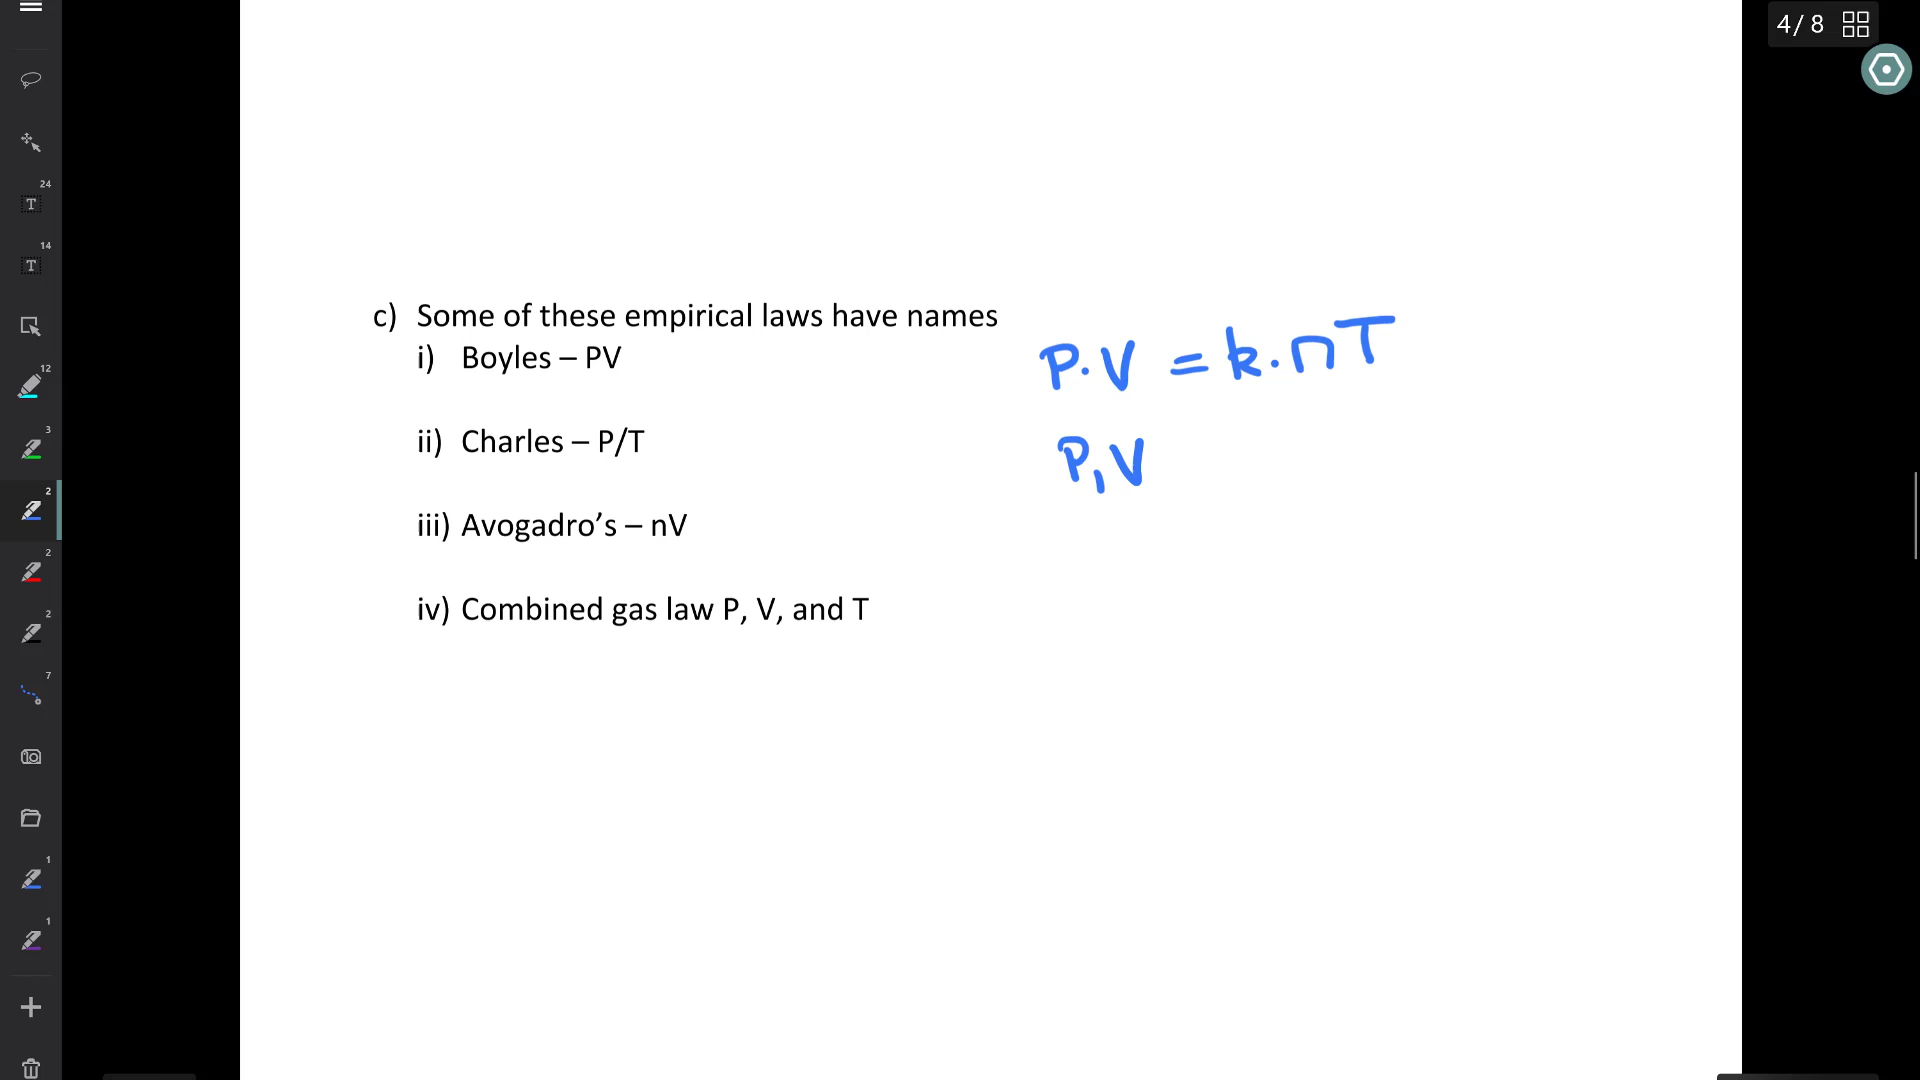 4/ 8
24
T
14
T
12
3
2
2
2
7
1
1
c) Some of these empirical laws have names
i) Boyles – PV
ii) Charles – P/T
iii) Avogadro’s – nV
iv) Combined gas law P, V, and T
P.V = k.nT
P,V